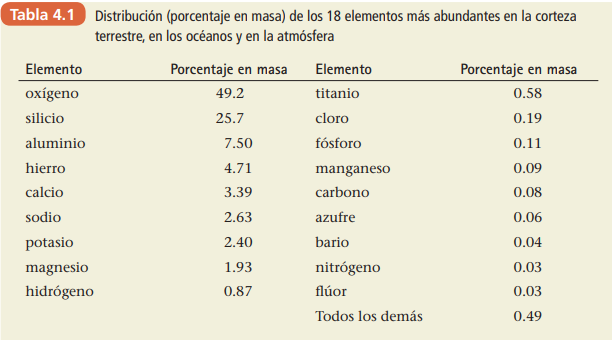 Tabla 4.1
Distribución (porcentaje en masa) de los 18 elementos más abundantes en la corteza
terrestre, en los océanos y en la atmósfera
Elemento Porcentaje en masa Elemento Porcentaje en masa
oxígeno 49.2 titanio 0.58
silicio 25.7 cloro 0.19
aluminio 7.50 fósforo 0.11
hierro 4.71 manganeso 0.09
calcio 3.39 carbono 0.08
sodio 2.63 azufre 0.06
potasio 2.40 bario 0.04
magnesio 1.93 nitrógeno 0.03
hidrógeno 0.87 flúor 0.03
Todos los demás 0.49